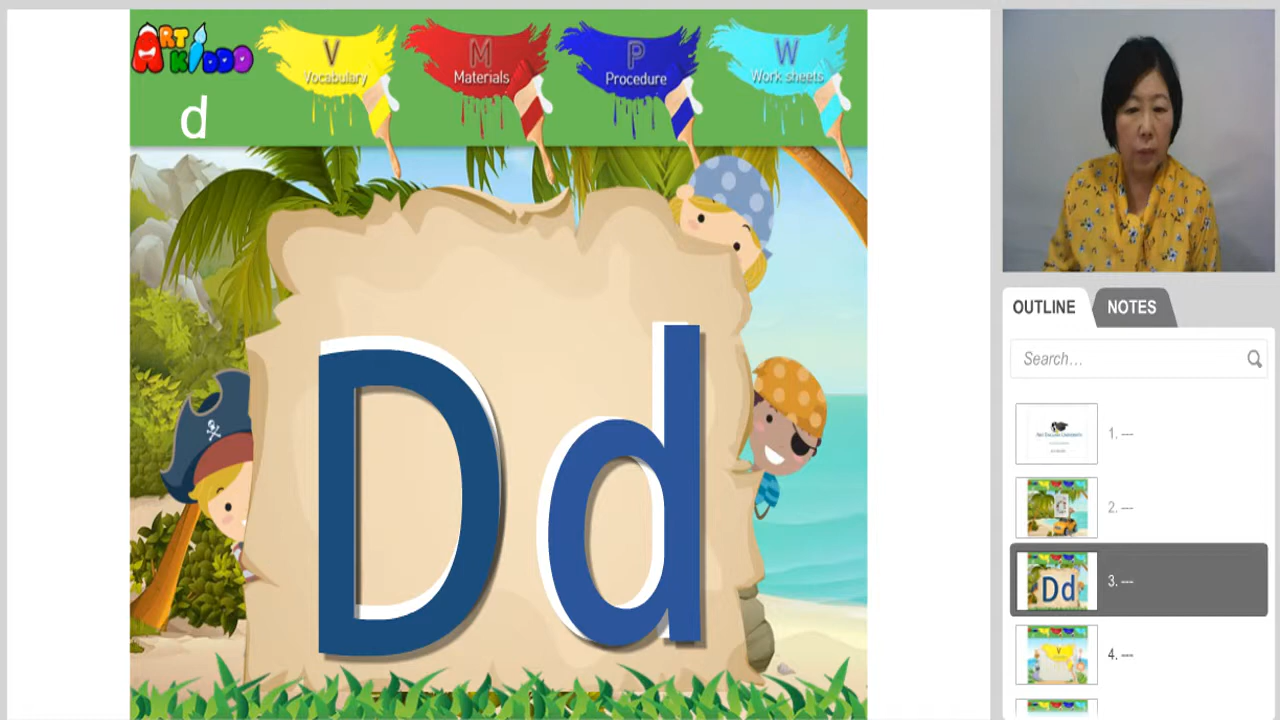 ART
KIDDO
V
Vocabulary
M
Materials
P
Procedure
W
Work sheets
d
Dd
OUTLINE
NOTES
Search...
1. ---
2. ---
3. ---
Dd
4. ---
V